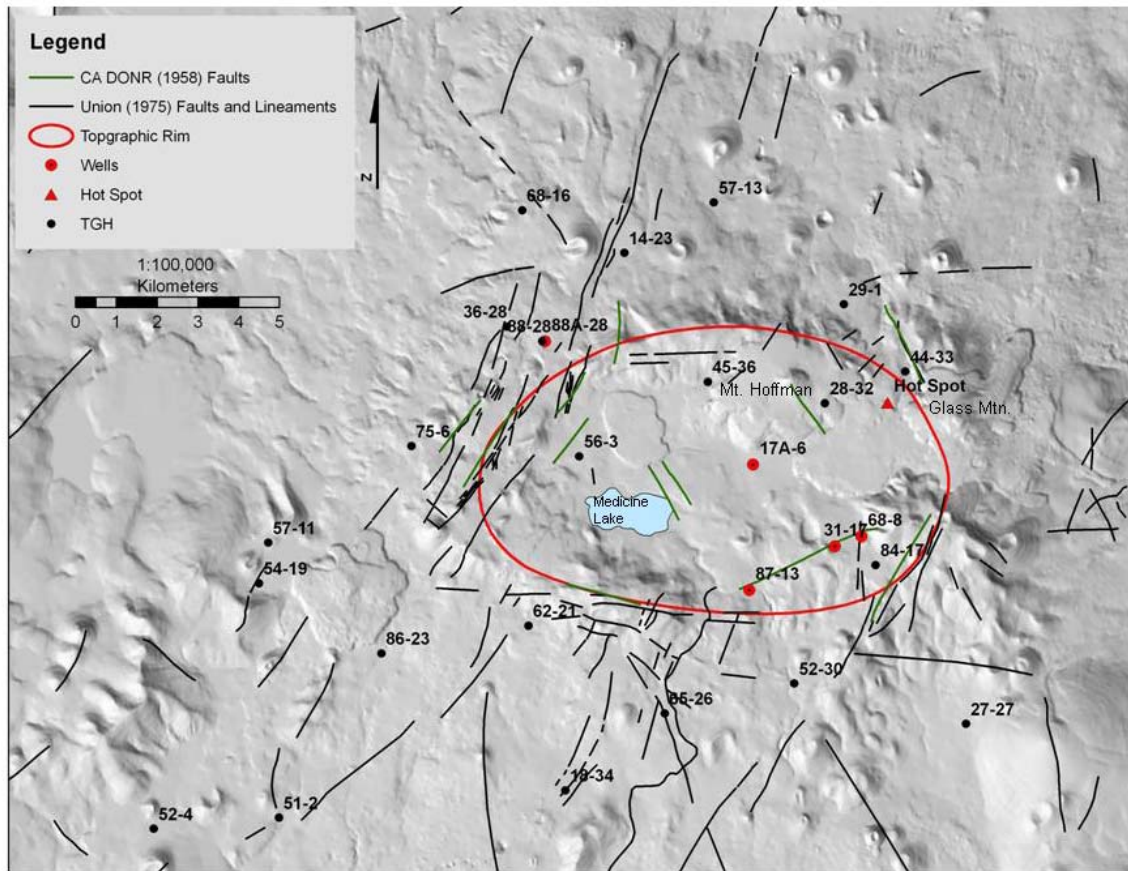 Legend
CA DONR (1958) Faults
Union (1975) Faults and Lineaments
Topgraphic Rim
Wells
Hot Spot
TGH
N
1:100,000
Kilometers
0 1 2 3 4 5
68-16
57-13
14-23
29-1
36-28
88-28
88A-28
44-33
45-36
Mt. Hoffman
28-32
Hot Spot
Glass Mtn.
75-6
56-3
17A-6
Medicine
Lake
57-11
31-17
68-8
54-19
84-17
87-13
62-21
86-23
52-30
65-26
27-27
18-34
51-2
52-4